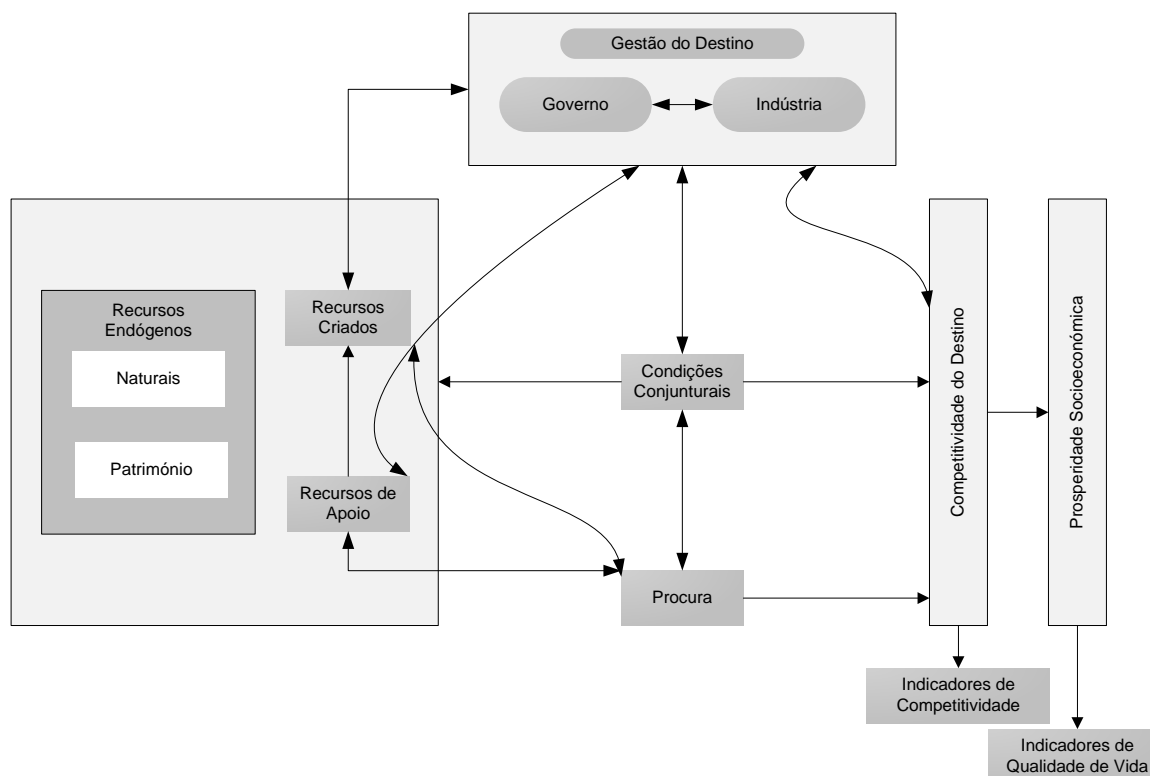 Gestão do Destino
Governo
Indústria
Recursos
Endógenos
Naturais
Património
Recursos
Criados
Recursos de
Apoio
Condições
Conjunturais
Procura
Competitividade do Destino
Prosperidade Socioeconómica
Indicadores de
Competitividade
Indicadores de
Qualidade de Vida